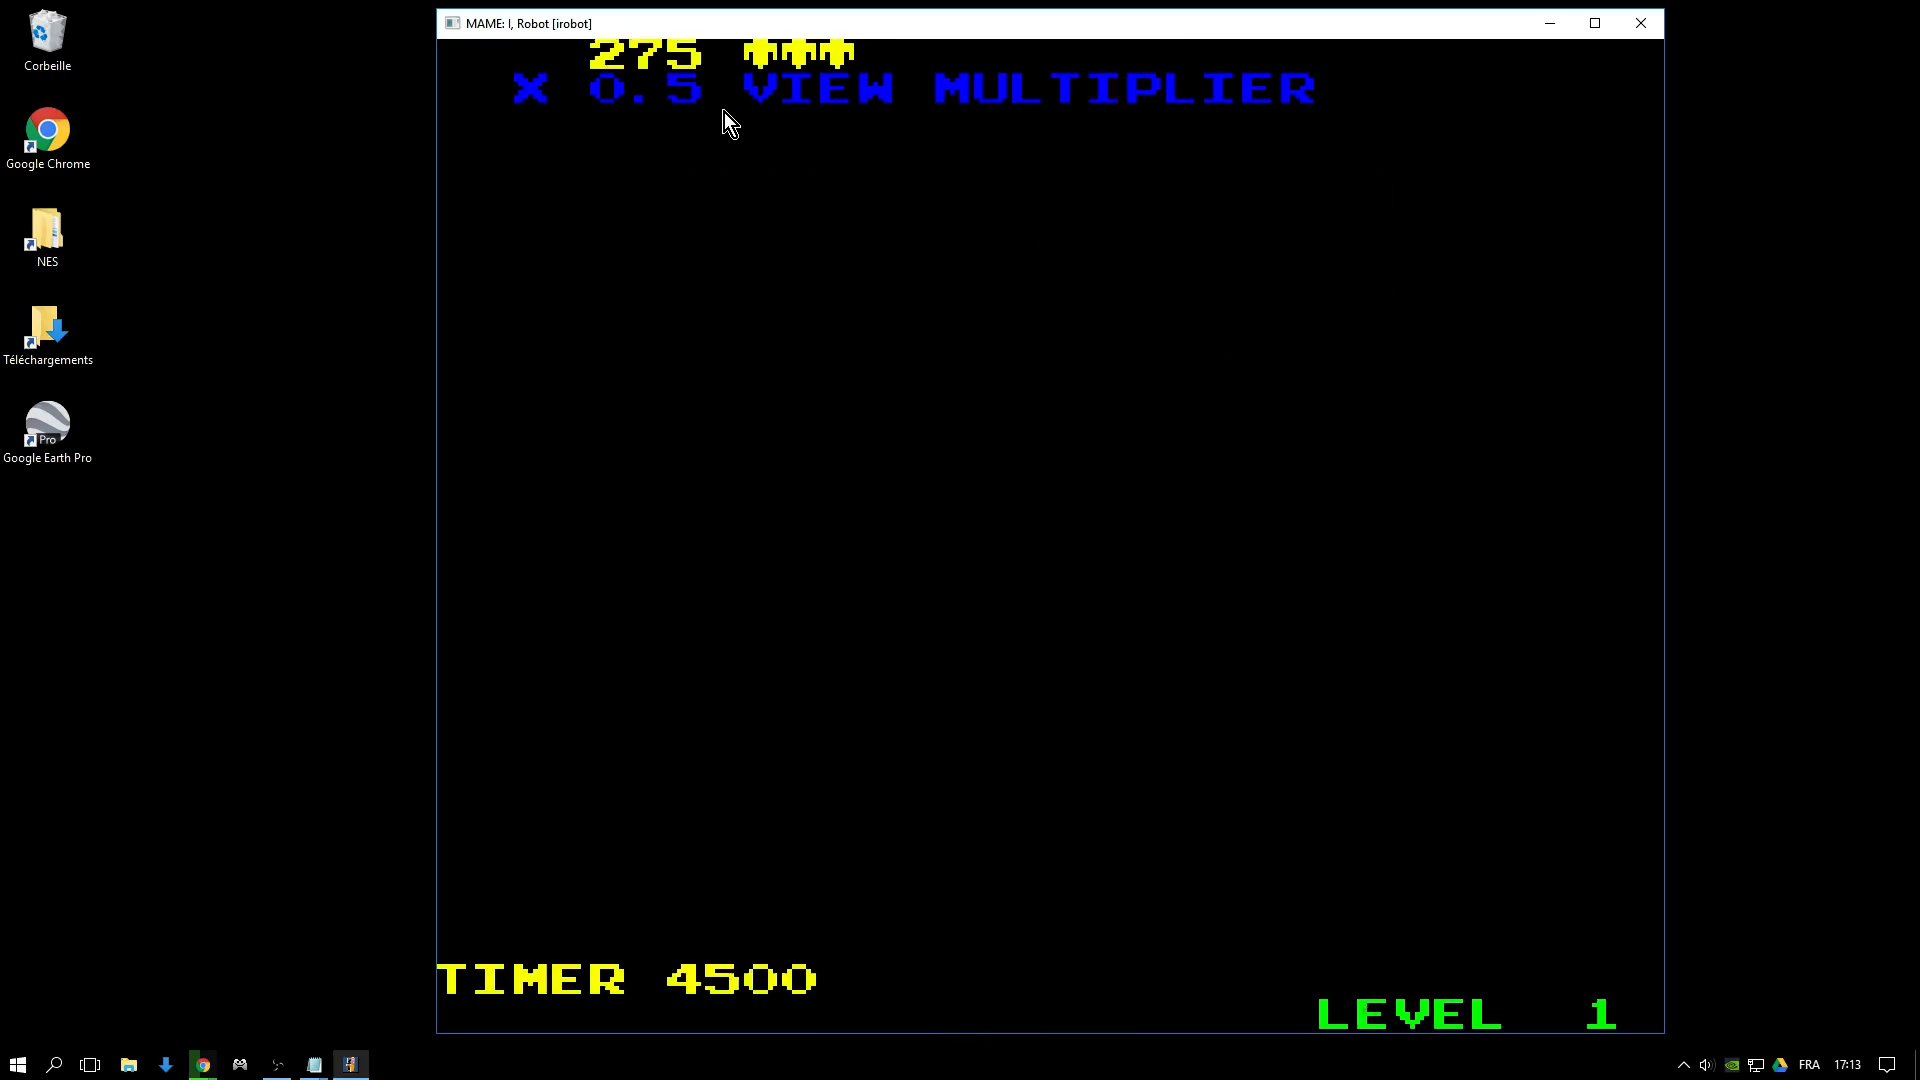 MAME: I, Robot [irobot]
275
X 0.5 VIEW MULTIPLIER
Corbeille
Google Chrome
NES
Téléchargements
Pro
Google Earth Pro
TIMER 4500
LEVEL 1
FRA 17:13